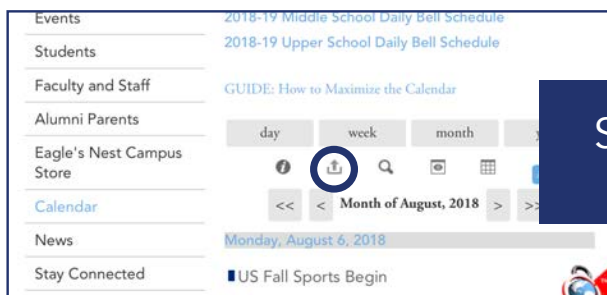 Events
Students
Faculty and Staff
Alumni Parents
Eagle's Nest Campus
Store
Calendar
News
Stay Connected
2018-19 Middle School Daily Bell Schedule
2018-19 Upper School Daily Bell Schedule
GUIDE: How to Maximize the Calendar
day week month
<< < Month of August, 2018 > >>
Monday, August 6, 2018
US Fall Sports Begin
S